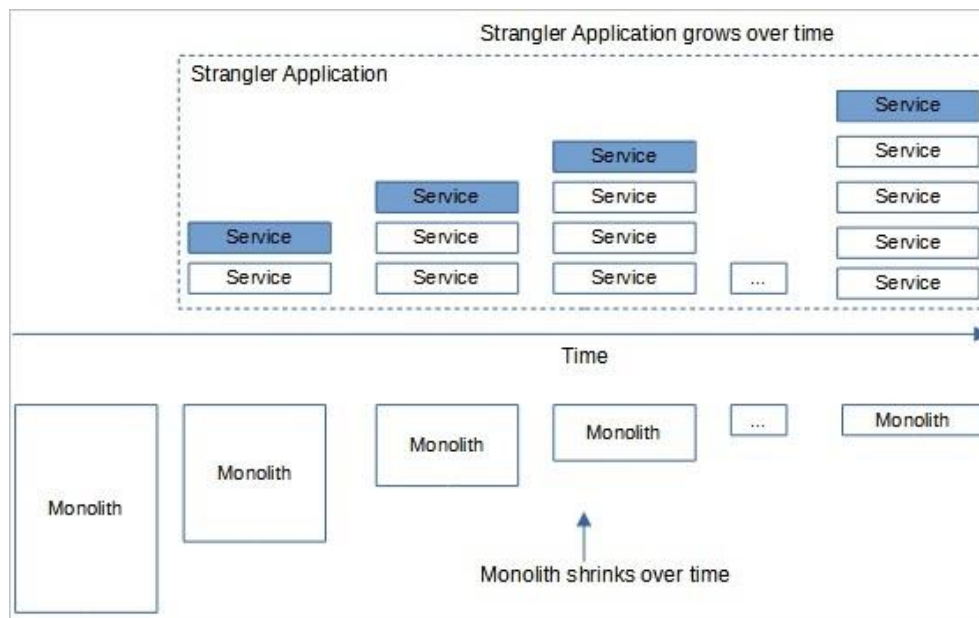 Strangler Application grows over time
Strangler Application
Service
Service
Service
Service
Service
Service
Service
Service
Service
Service
Service
Service
Service
...
Service
Time
Monolith
Monolith
Monolith
Monolith
...
Monolith
Monolith shrinks over time